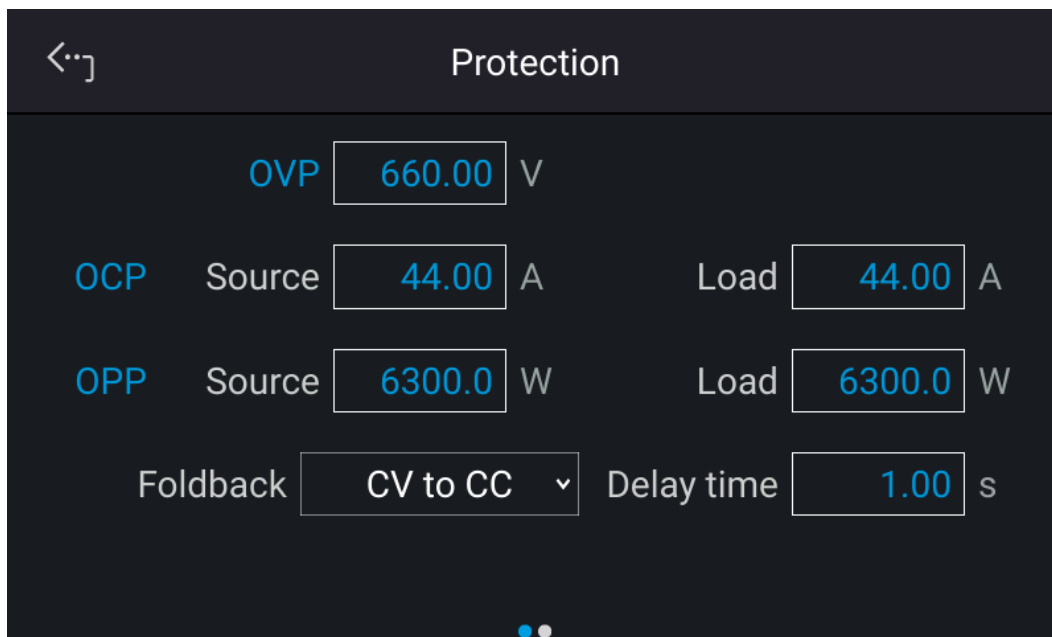 Protection
OVP 660.00 V
OCP Source 44.00 A Load 44.00 A
OPP Source 6300.0 W Load 6300.0 W
Foldback CV to CC Delay time 1.00 s